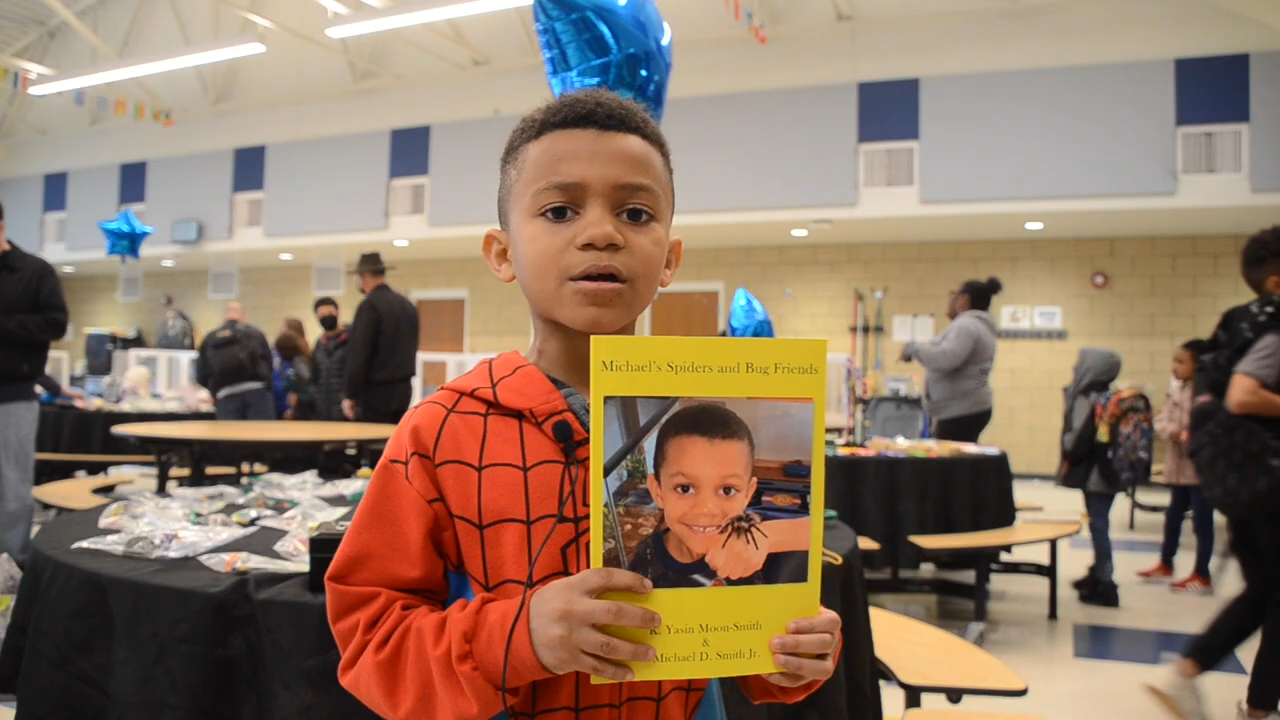 Michael's Spiders and Bug Friends
K. Yasin Moon-Smith
&
Michael D. Smith Jr.